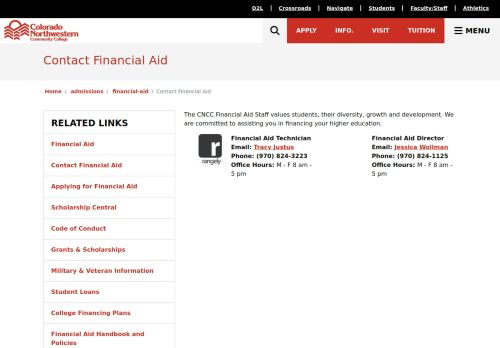 D2L | Crossroads | Navigate | Students | Faculty/Staff | Athletics
Colorado
Northwestern
Community College
APPLY INFO. VISIT TUITION MENU
Contact Financial Aid
Home / admissions / financial-aid / Contact Financial Aid
RELATED LINKS
Financial Aid
Contact Financial Aid
Applying for Financial Aid
Scholarship Central
Code of Conduct
Grants & Scholarships
Military & Veteran Information
Student Loans
College Financing Plans
Financial Aid Handbook and
Policies
The CNCC Financial Aid Staff values students, their diversity, growth and development. We
are committed to assisting you in financing your higher education.
r
rangely
Financial Aid Technician
Email: Tracy Justus
Phone: (970) 824-3223
Office Hours: M - F 8 am -
5 pm
Financial Aid Director
Email: Jessica Wollman
Phone: (970) 824-1125
Office Hours: M - F 8 am -
5 pm